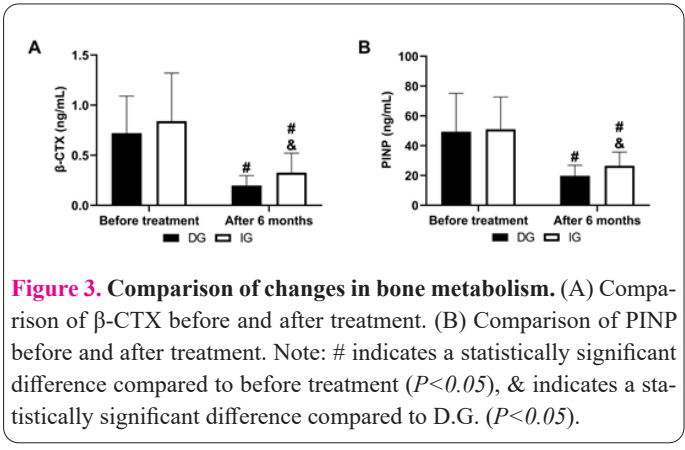 A
B
1.5
1.0
0.5
0.0
β-CTX (ng/mL)
#
#
&
Before treatment
After 6 months
DG IG
100
80
60
40
20
0
PINP (ng/mL)
#
#
&
Before treatment
After 6 months
DG IG
Figure 3. Comparison of changes in bone metabolism. (A) Compa-
rison of β-CTX before and after treatment. (B) Comparison of PINP
before and after treatment. Note: # indicates a statistically significant
difference compared to before treatment (P<0.05), & indicates a sta-
tistically significant difference compared to D.G. (P<0.05).